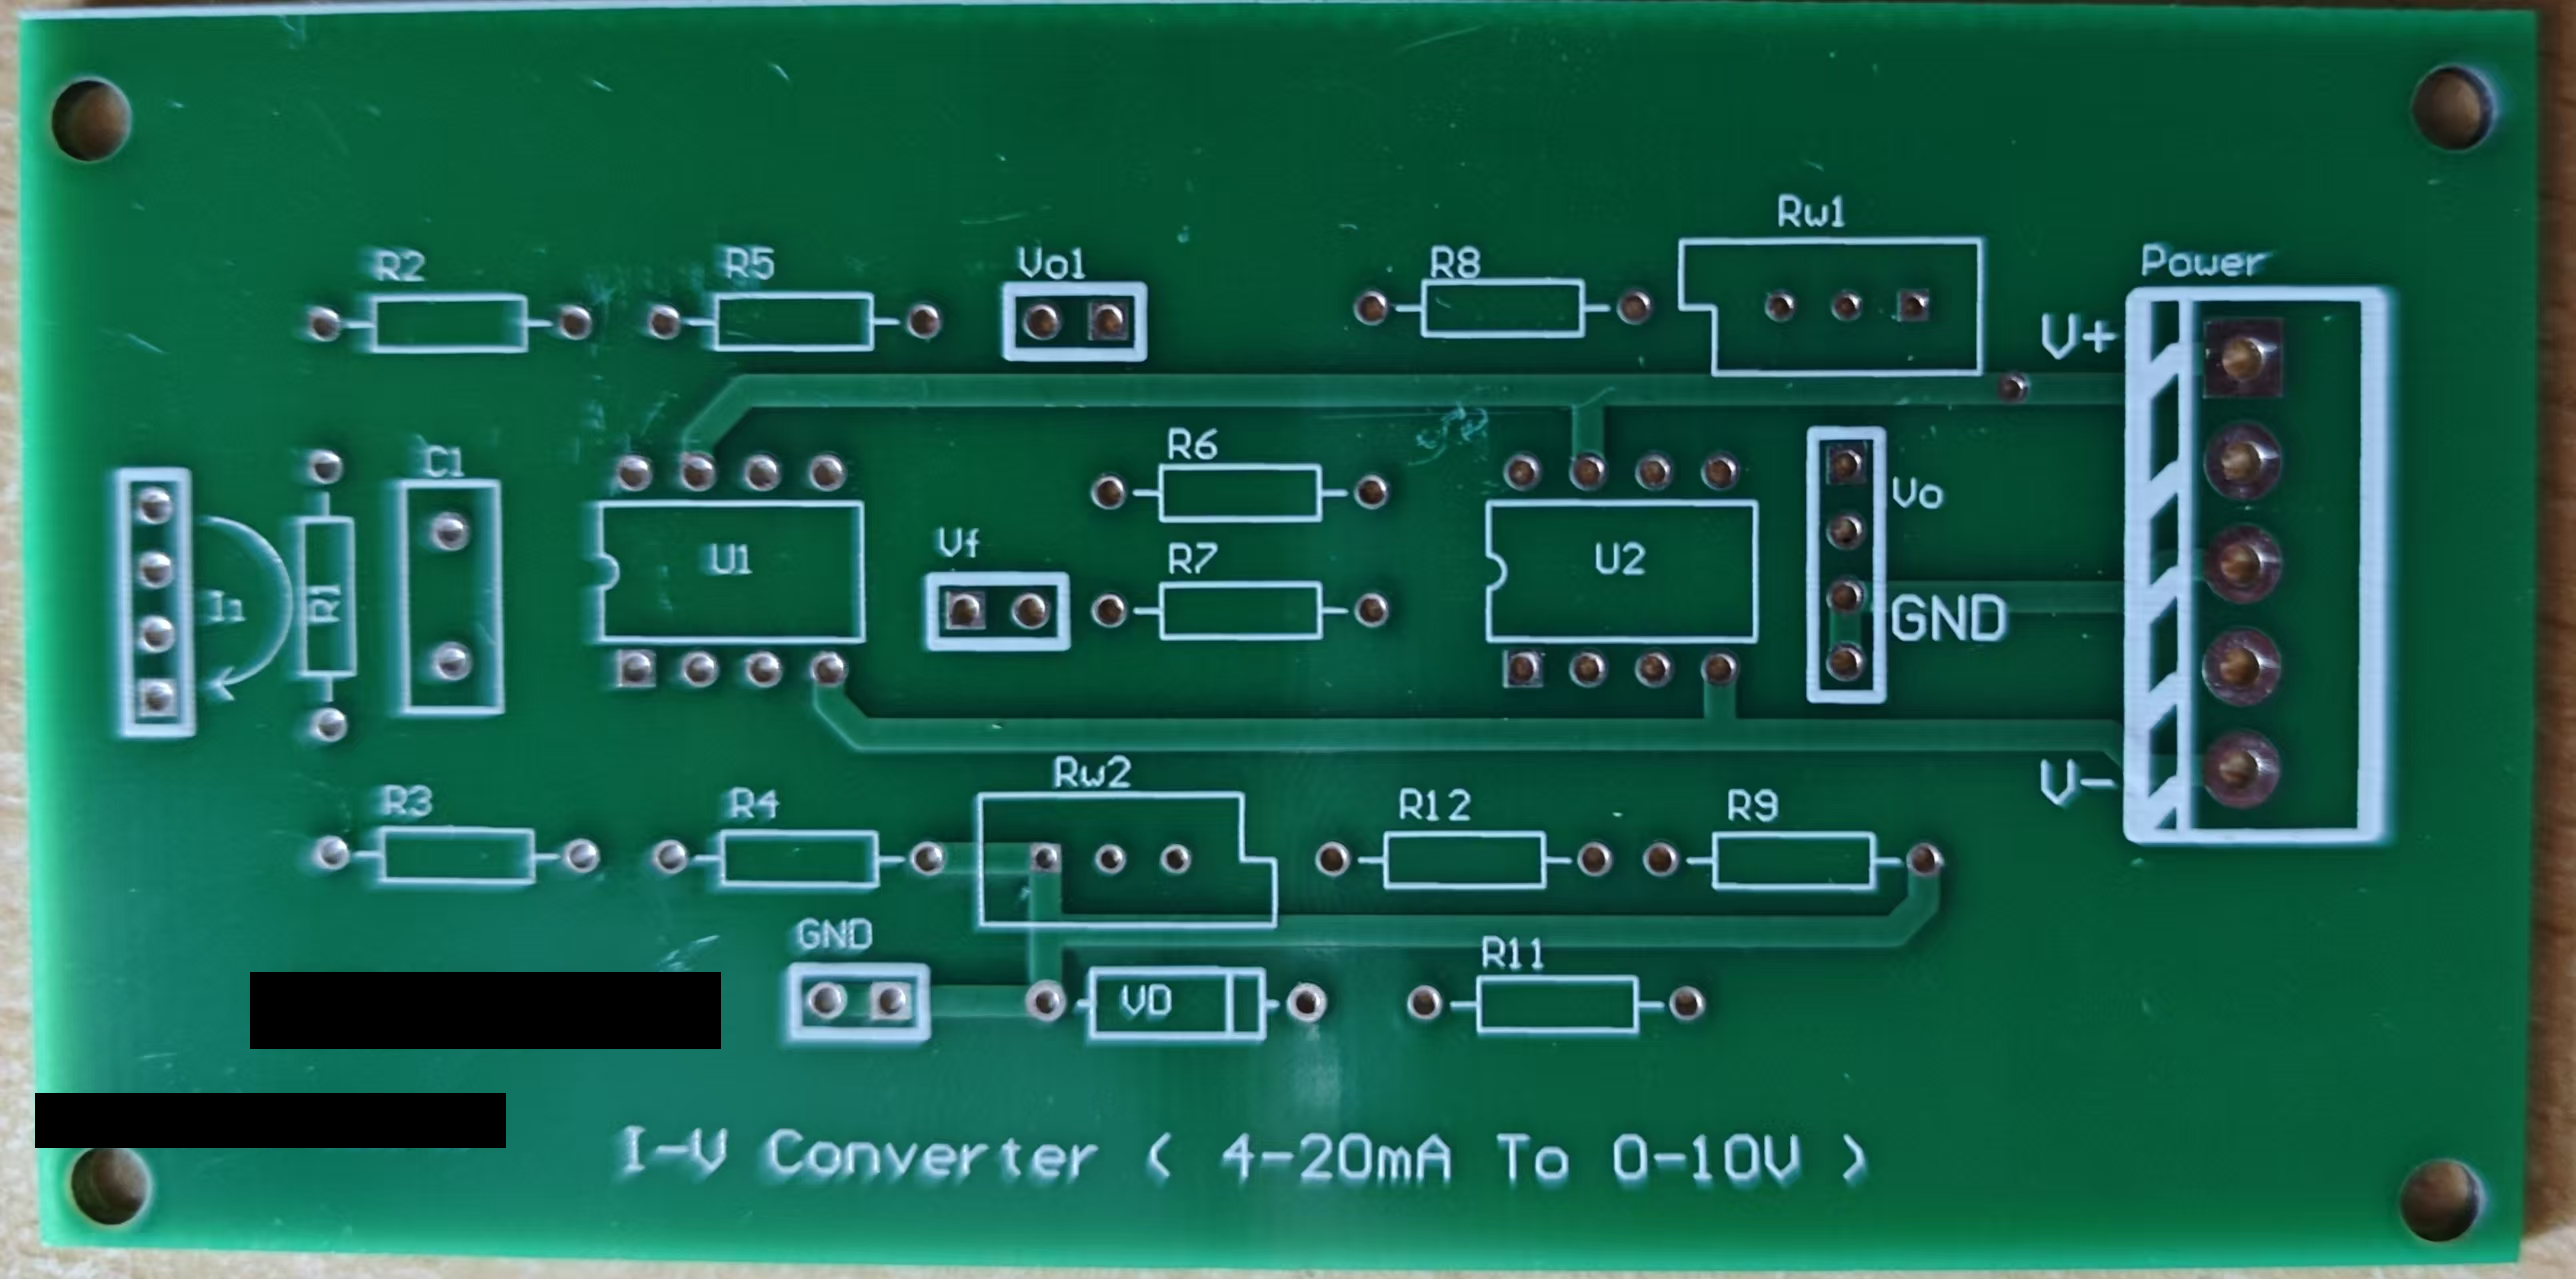 Rw1
R2
R5
Vo1
R8
Power
V+
R6
C1
Vo
U1
Vf
R7
U2
In
R1
GND
Rw2
V-
R3
R4
R12
R9
GND
R11
VD
I-V Converter ( 4-20mA To 0-10V )